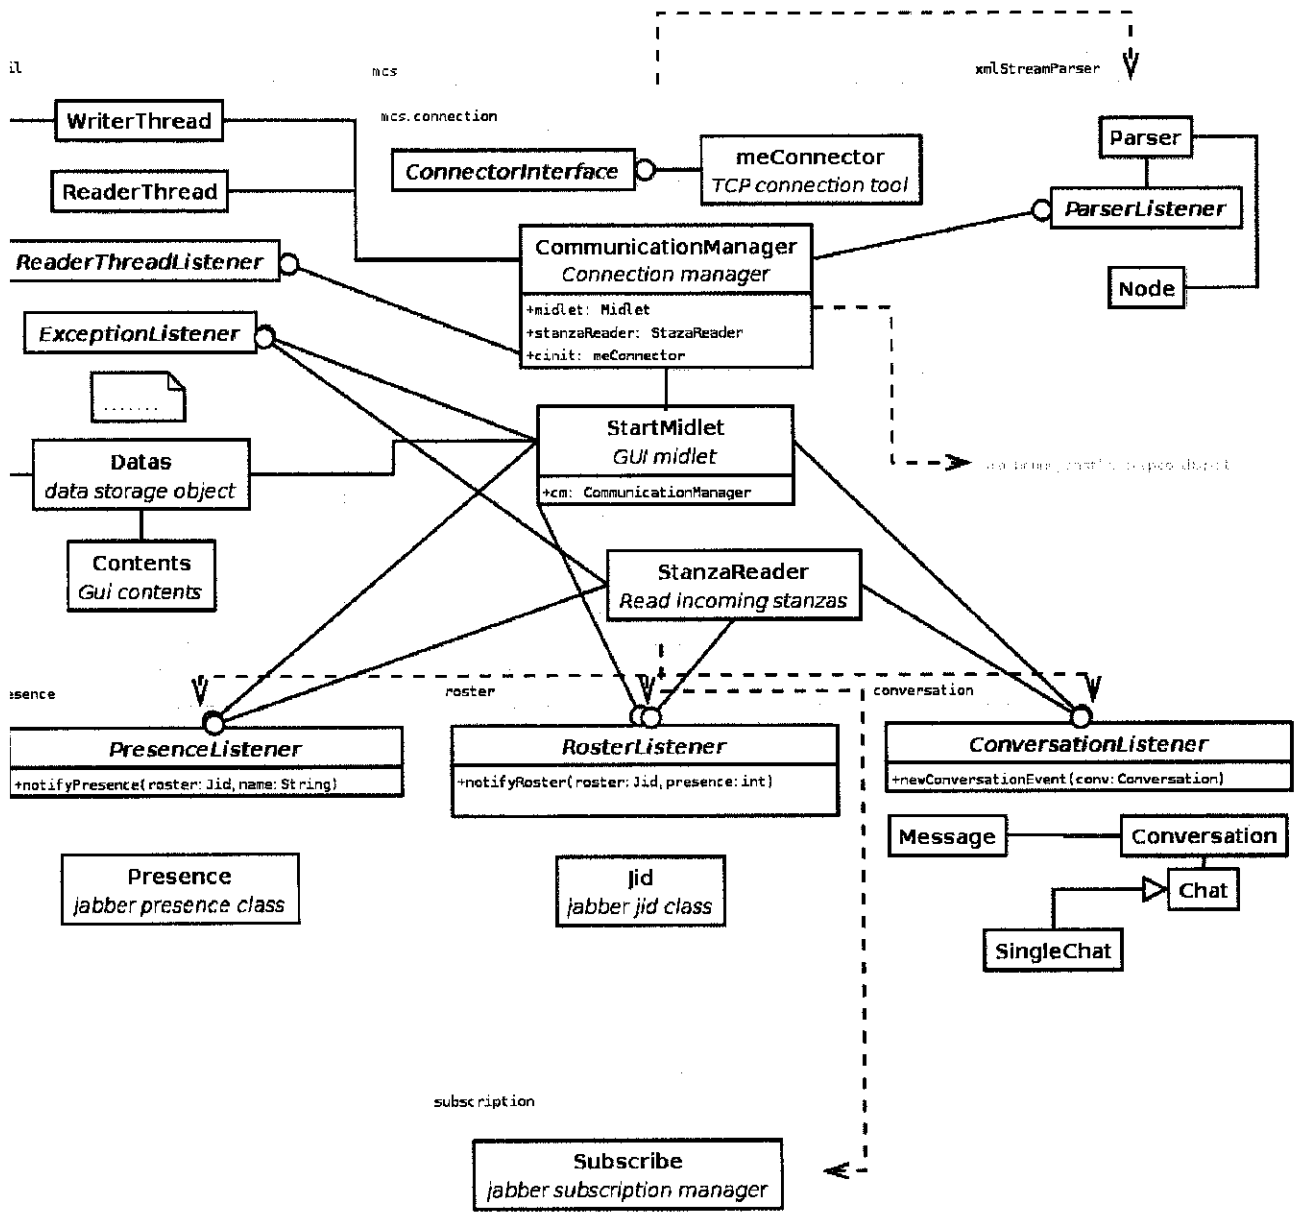 il
mcs
xmlStreamParser
WriterThread
mcs.connection
Parser
ConnectorInterface
meConnector
TCP connection tool
ReaderThread
ParserListener
ReaderThreadListener
CommunicationManager
Connection manager
+midlet: Midlet
+stanzaReader: StazaReader
+cinit: meConnector
Node
ExceptionListener
.......
StartMidlet
GUI midlet
+cm: CommunicationManager
Datas
data storage object
Contents
Gui contents
StanzaReader
Read incoming stanzas
esence
roster
conversation
PresenceListener
+notifyPresence(roster:Jid,name:String)
RosterListener
+notifyRoster(roster:Jid,presence:int)
ConversationListener
+newConversationEvent(conv:Conversation)
Message
Conversation
Presence
jabber presence class
Jid
jabber jid class
Chat
SingleChat
subscription
Subscribe
jabber subscription manager